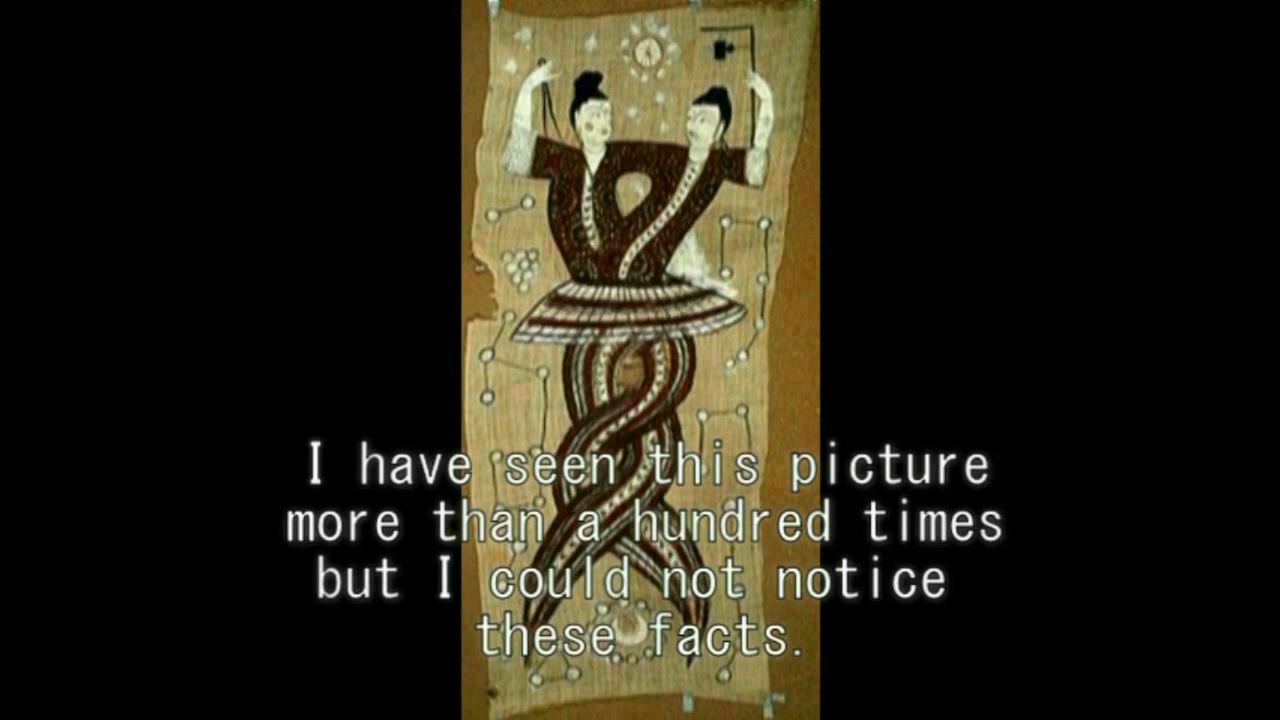 I have seen this picture
more than a hundred times
but I could not notice
these facts.